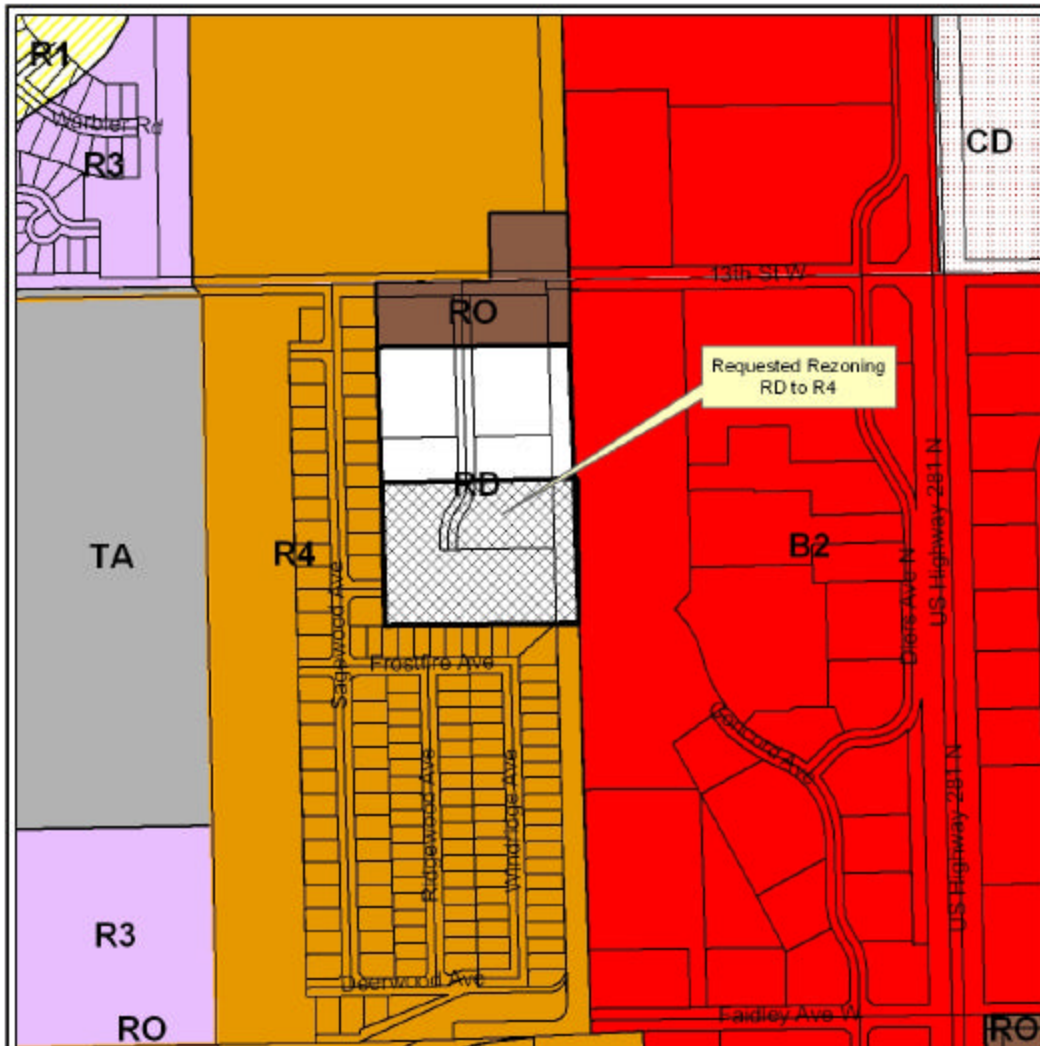 R1
Warbler Rd
R3
CD
13th St W
RO
Requested Rezoning
RD to R4
RD
TA
R4
B2
Sagewood Ave
Diers Ave N
US Highway 281 N
Frostfire Ave
Concord Ave
Ridgewood Ave
Windridge Ave
US Highway 281 N
R3
Deerwood Ave
RO
Faidley Ave W
RO